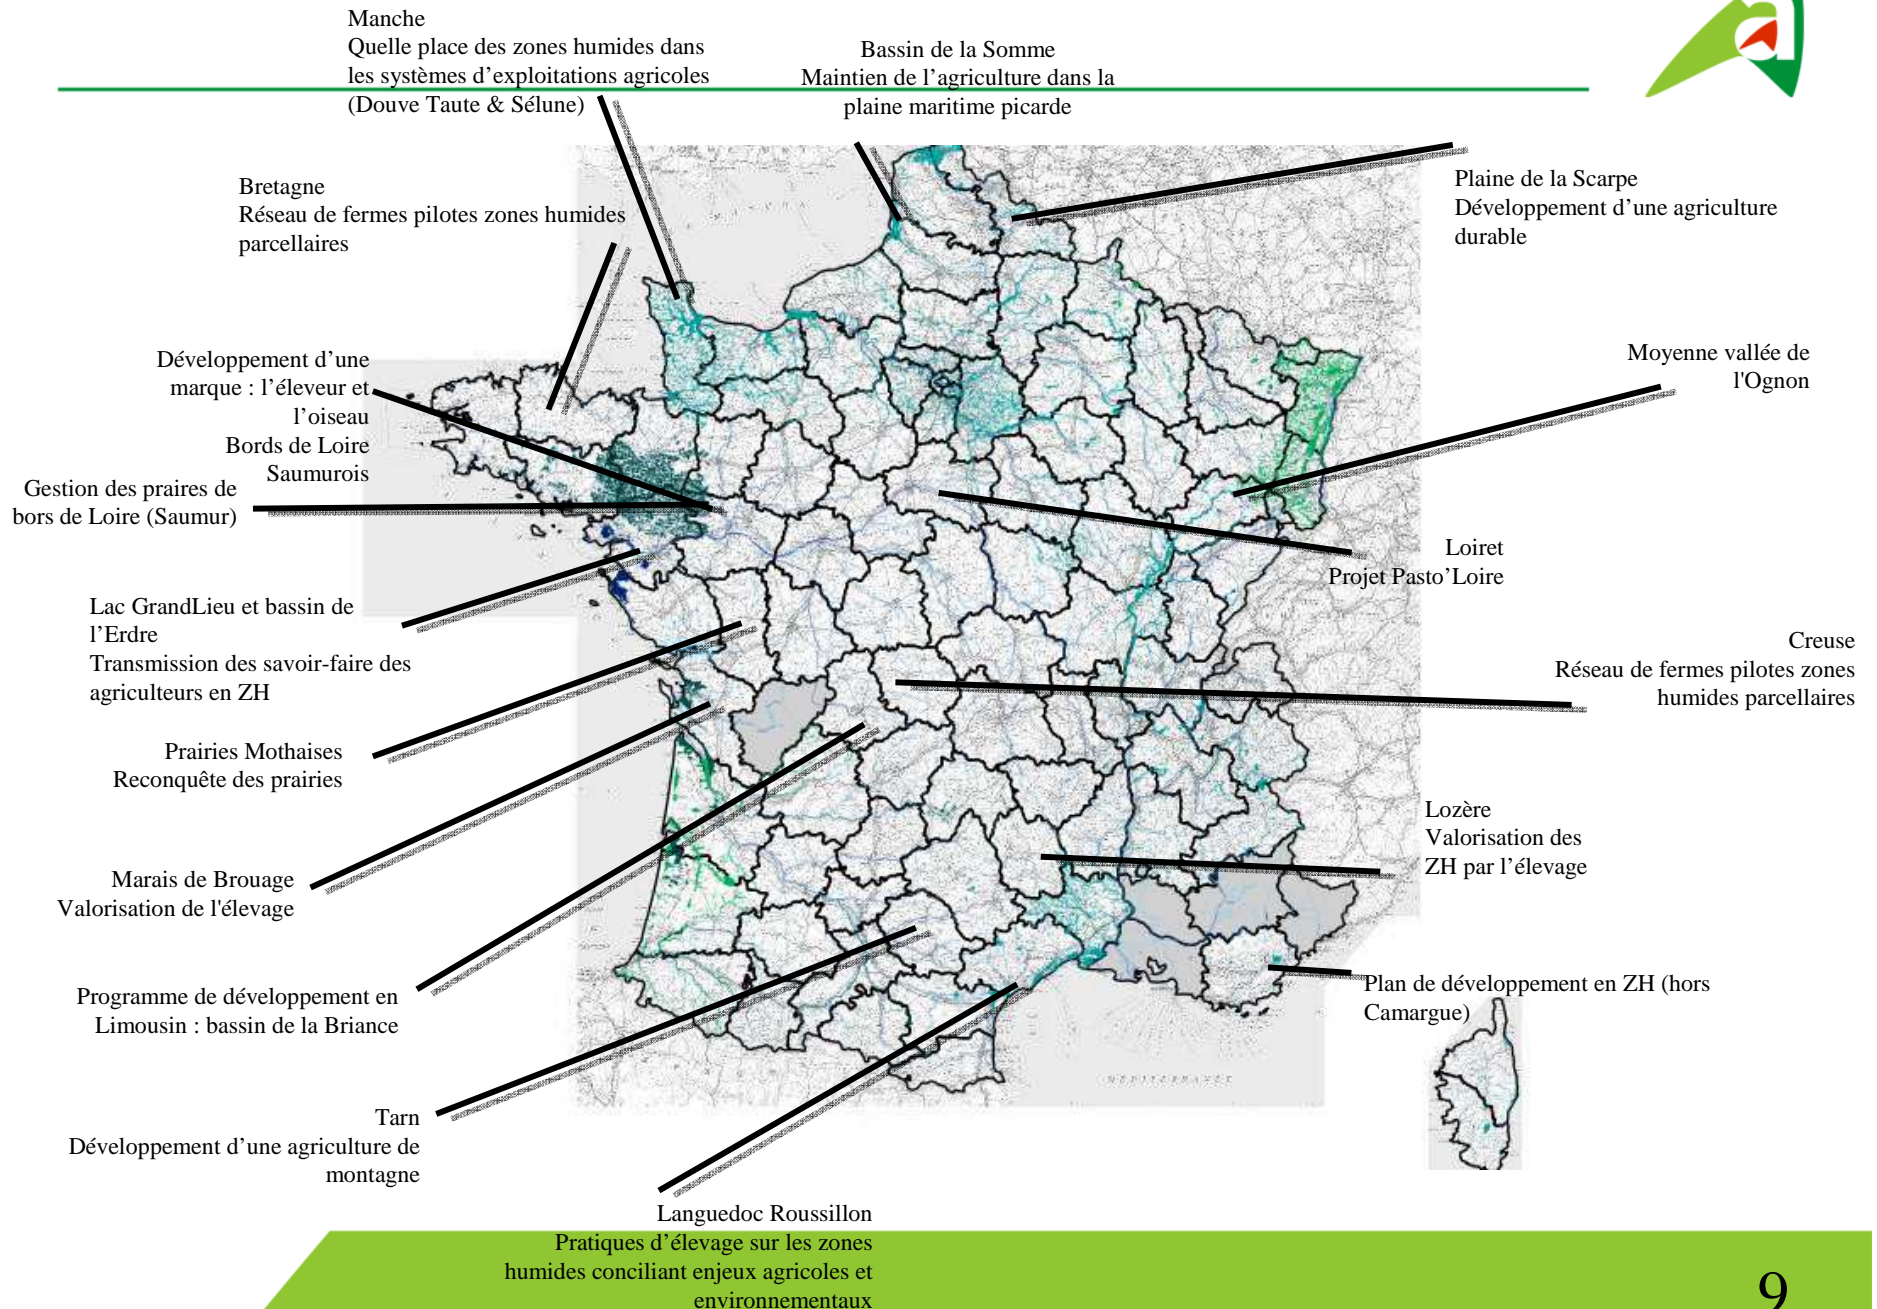 Manche
Quelle place des zones humides dans
les systèmes d’exploitations agricoles
(Douve Taute & Sélune)
Bassin de la Somme
Maintien de l’agriculture dans la
plaine maritime picarde
Bretagne
Réseau de fermes pilotes zones humides
parcellaires
Plaine de la Scarpe
Développement d’une agriculture
durable
Développement d’une
marque : l’éleveur et
l’oiseau
Bords de Loire
Saumurois
Moyenne vallée de
l'Ognon
Gestion des praires de
bors de Loire (Saumur)
Loiret
Projet Pasto’Loire
Lac GrandLieu et bassin de
l’Erdre
Transmission des savoir-faire des
agriculteurs en ZH
Creuse
Réseau de fermes pilotes zones
humides parcellaires
Prairies Mothaises
Reconquête des prairies
Lozère
Valorisation des
ZH par l’élevage
Marais de Brouage
Valorisation de l'élevage
Programme de développement en
Limousin : bassin de la Briance
Plan de développement en ZH (hors
Camargue)
MÉDITERRANÉE
Tarn
Développement d’une agriculture de
montagne
Languedoc Roussillon
Pratiques d’élevage sur les zones
humides conciliant enjeux agricoles et
environnementaux
9